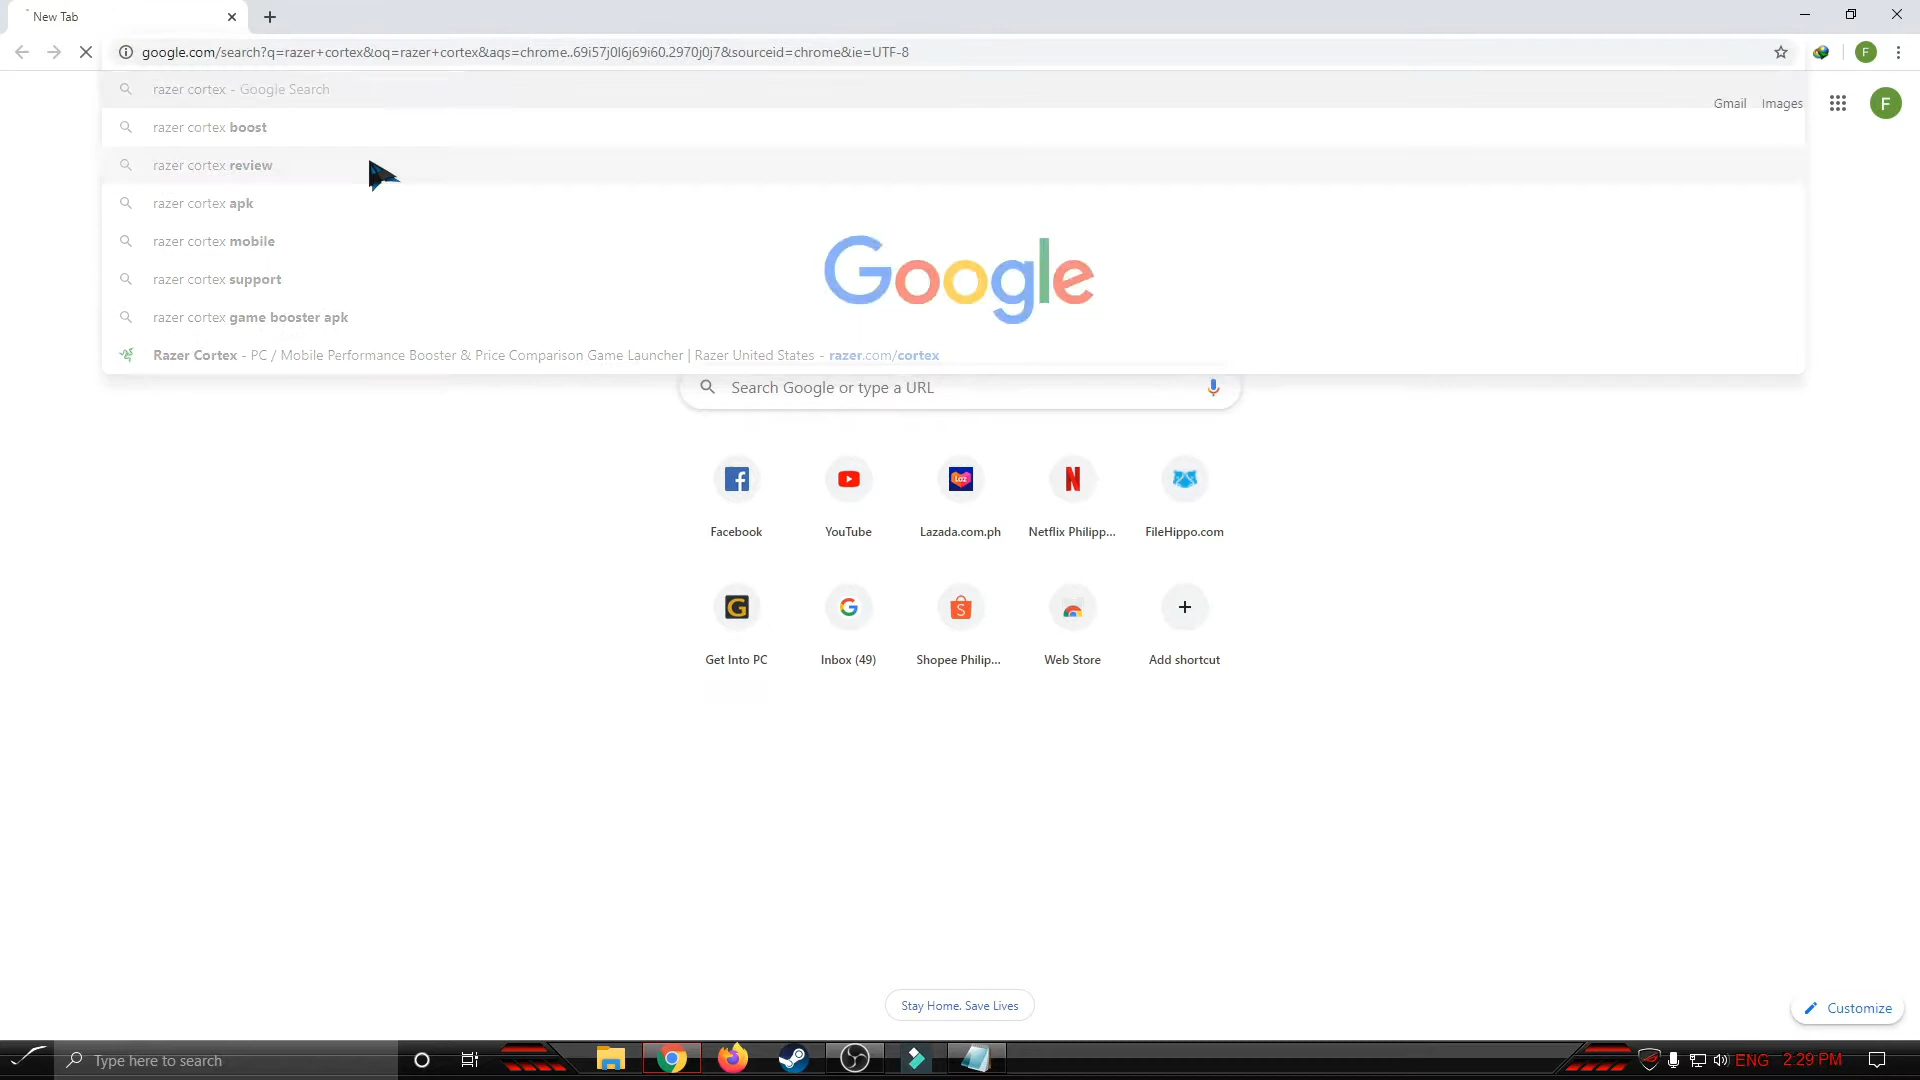 New Tab
google.com/search?q=razer+cortex&oq=razer+cortex&aqs=chrome..69i57j0l6j69i60.2970j0j7&sourceid=chrome&ie=UTF-8
F
razer cortex - Google Search
razer cortex boost
razer cortex review
razer cortex apk
razer cortex mobile
razer cortex support
razer cortex game booster apk
Razer Cortex - PC / Mobile Performance Booster & Price Comparison Game Launcher | Razer United States - razer.com/cortex
Gmail Images
F
Google
Search Google or type a URL
Facebook YouTube Lazada.com.ph Netflix Philipp... FileHippo.com
Get Into PC Inbox (49) Shopee Philip... Web Store Add shortcut
Stay Home. Save Lives
Customize
Type here to search
ENG 2:29 PM